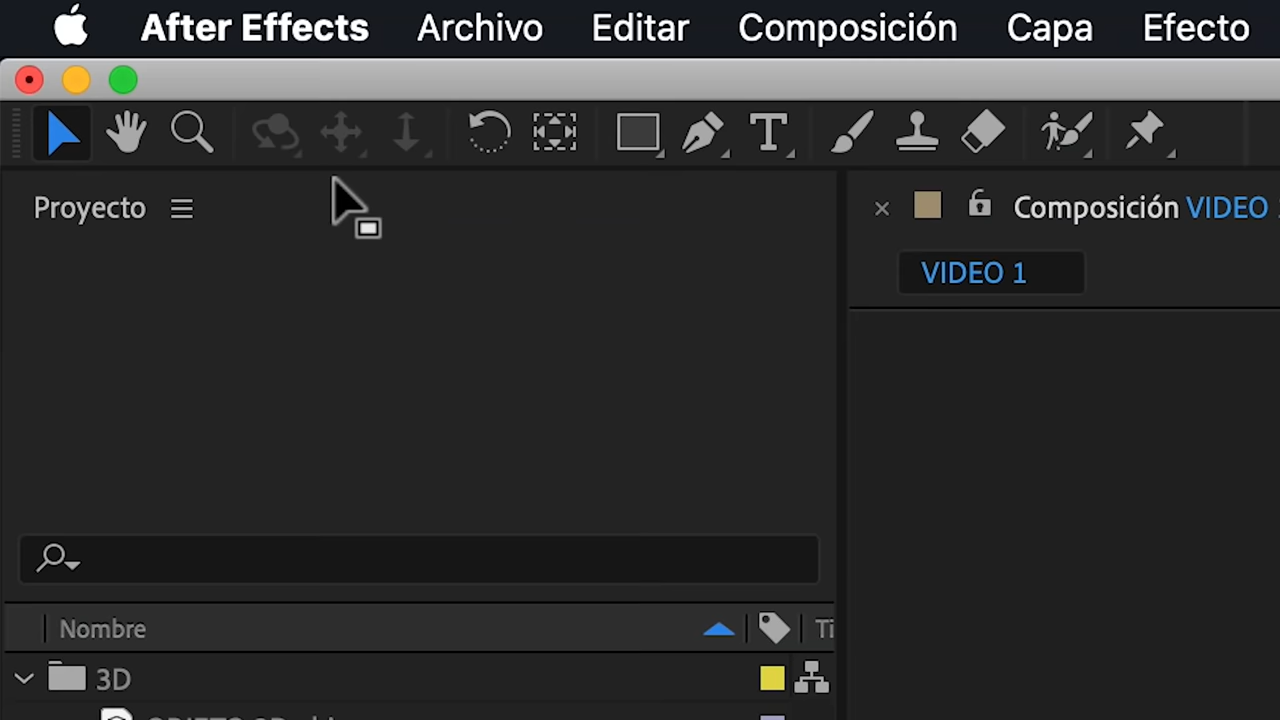 After Effects Archivo Editar Composición Capa Efecto
Proyecto
Composición VIDEO
VIDEO 1
Nombre
3D